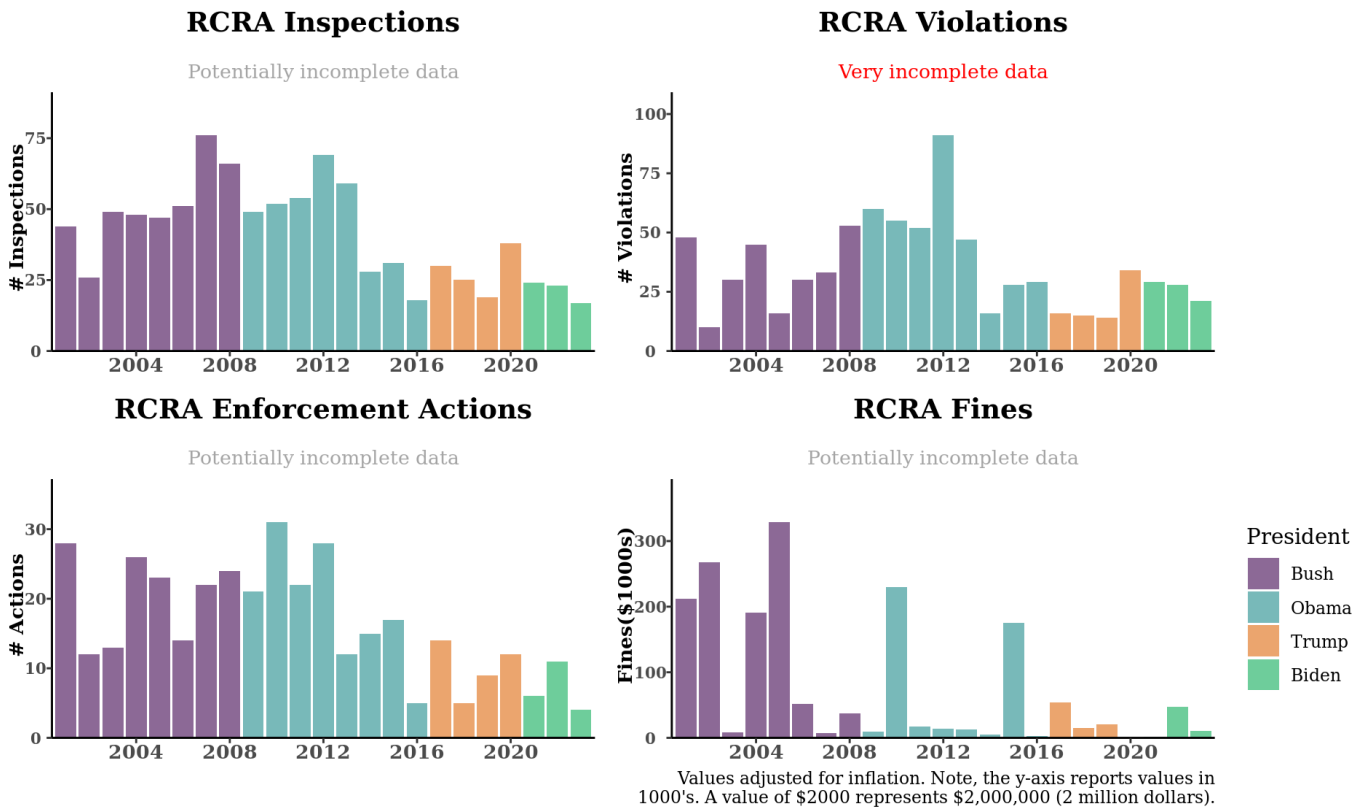 RCRA Inspections
Potentially incomplete data
# Inspections
75
50
25
0
2004 2008 2012 2016 2020
RCRA Violations
Very incomplete data
# Violations
100
75
50
25
0
2004 2008 2012 2016 2020
RCRA Enforcement Actions
Potentially incomplete data
# Actions
30
20
10
0
2004 2008 2012 2016 2020
RCRA Fines
Potentially incomplete data
Fines($1000s)
300
200
100
0
2004 2008 2012 2016 2020
President
Bush
Obama
Trump
Biden
Values adjusted for inflation. Note, the y-axis reports values in
1000's. A value of $2000 represents $2,000,000 (2 million dollars).